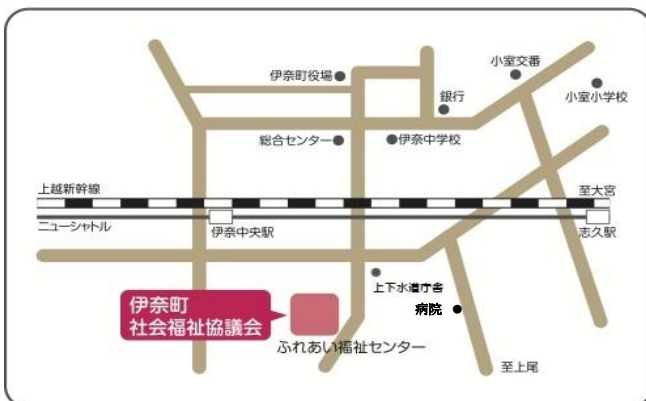 小室交番
伊奈町役場
銀行
小室小学校
総合センター
伊奈中学校
上越新幹線
至大宮
ニューシャトル
伊奈中央駅
志久駅
上下水道庁舎
伊奈町
社会福祉協議会
病院
ふれあい福祉センター
至上尾